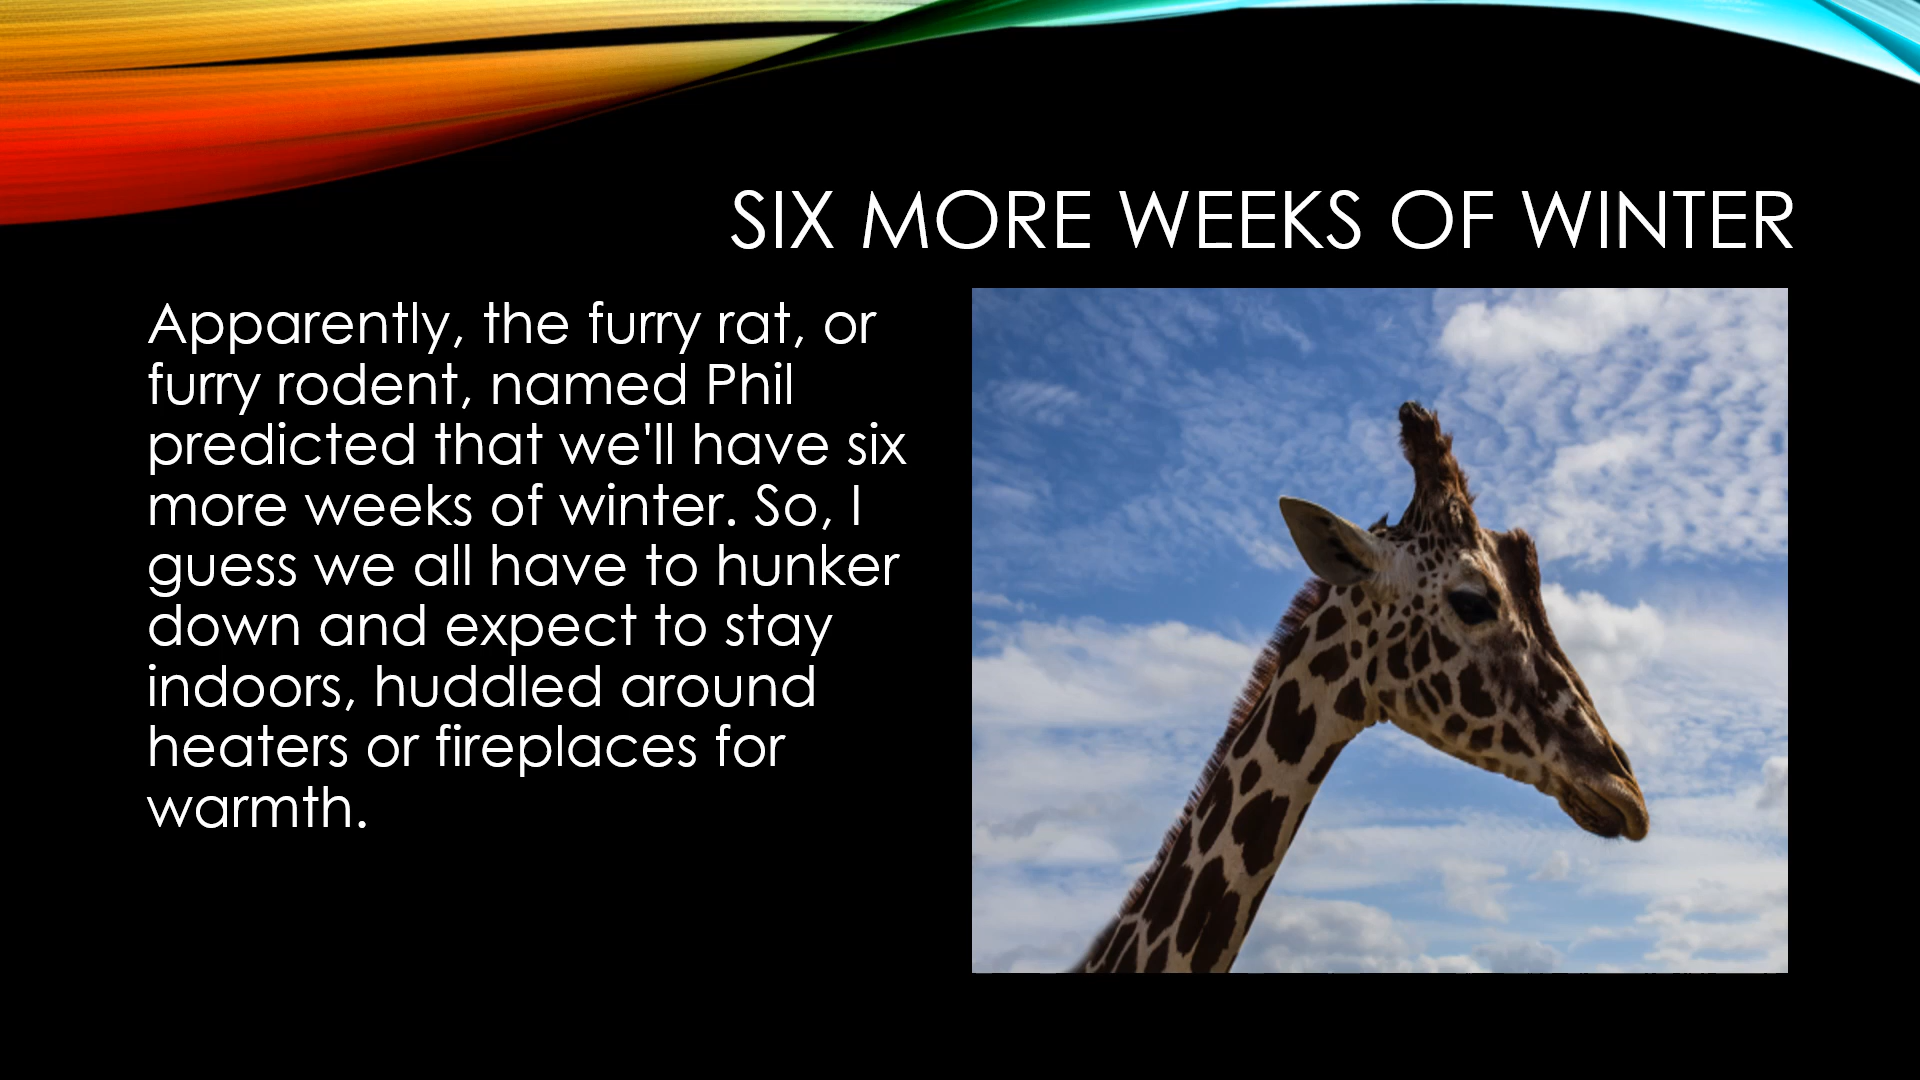 SIX MORE WEEKS OF WINTER
Apparently, the furry rat, or
furry rodent, named Phil
predicted that we'll have six
more weeks of winter. So, I
guess we all have to hunker
down and expect to stay
indoors, huddled around
heaters or fireplaces for
warmth.